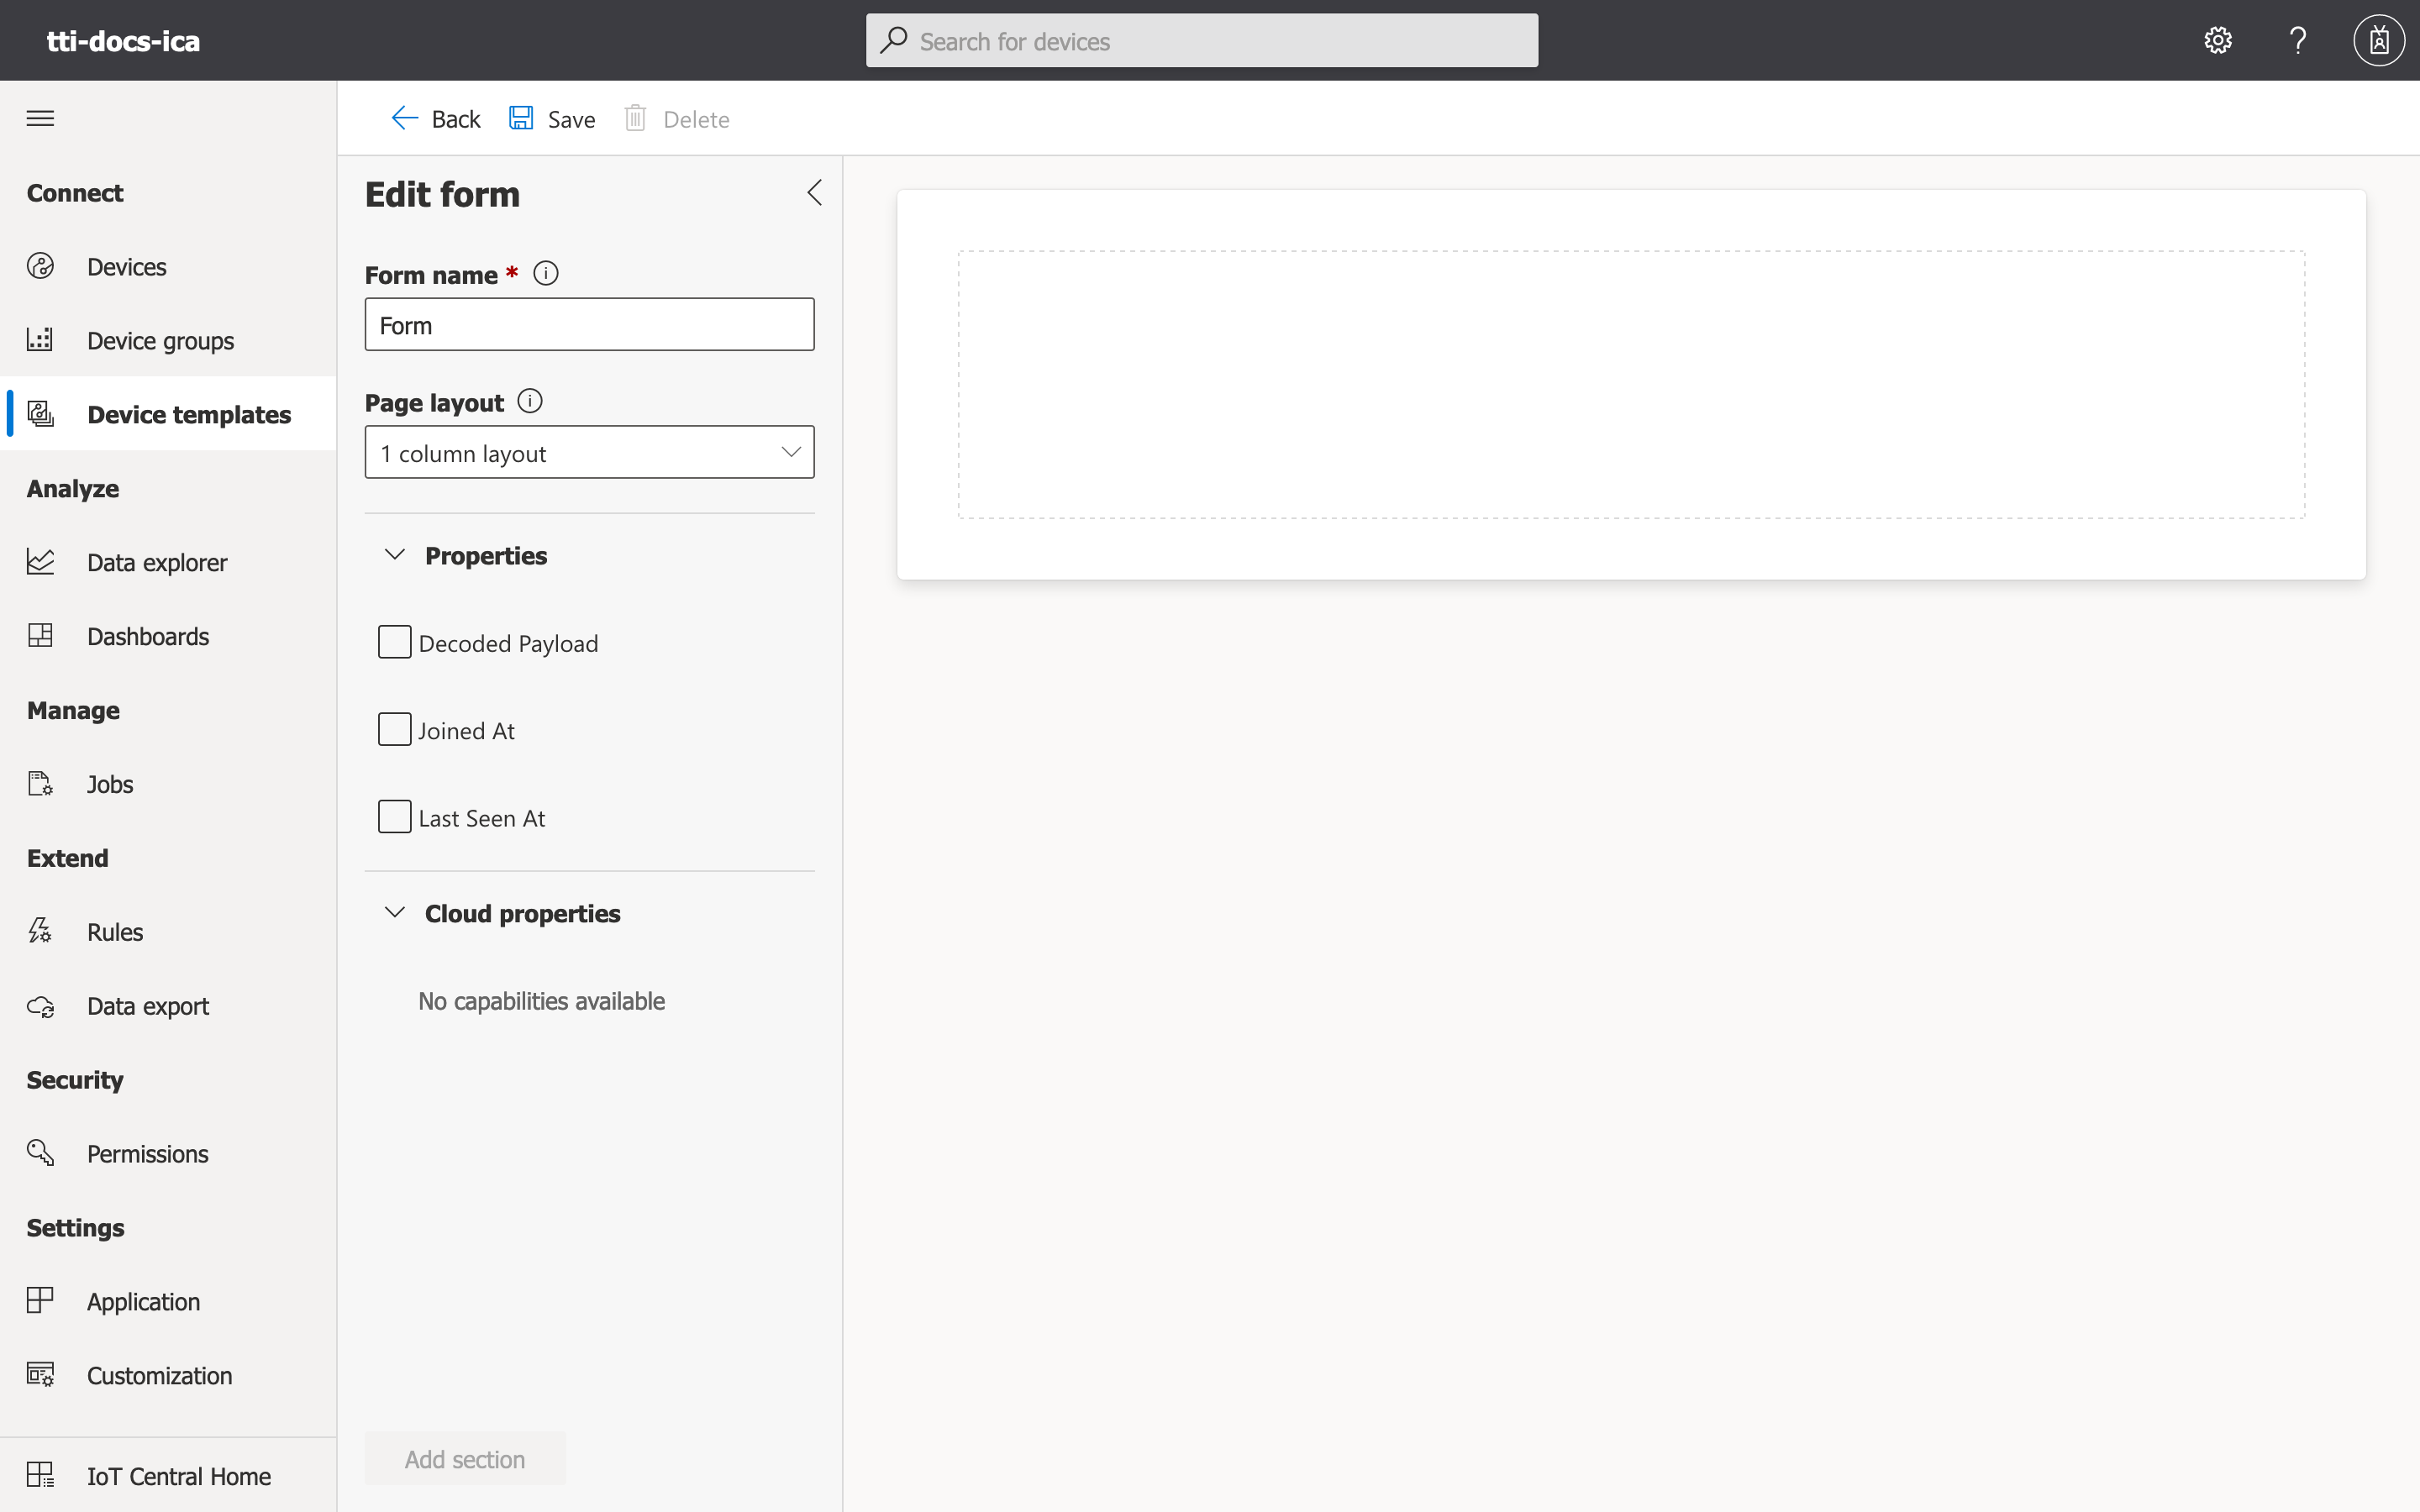 tti-docs-ica
Search for devices
Back
Save
Delete
Connect
Devices
Device groups
Device templates
Analyze
Data explorer
Dashboards
Manage
Jobs
Extend
Rules
Data export
Security
Permissions
Settings
Application
Customization
IoT Central Home
Edit form
Form name *
Form
Page layout
1 column layout
Properties
Decoded Payload
Joined At
Last Seen At
Cloud properties
No capabilities available
Add section